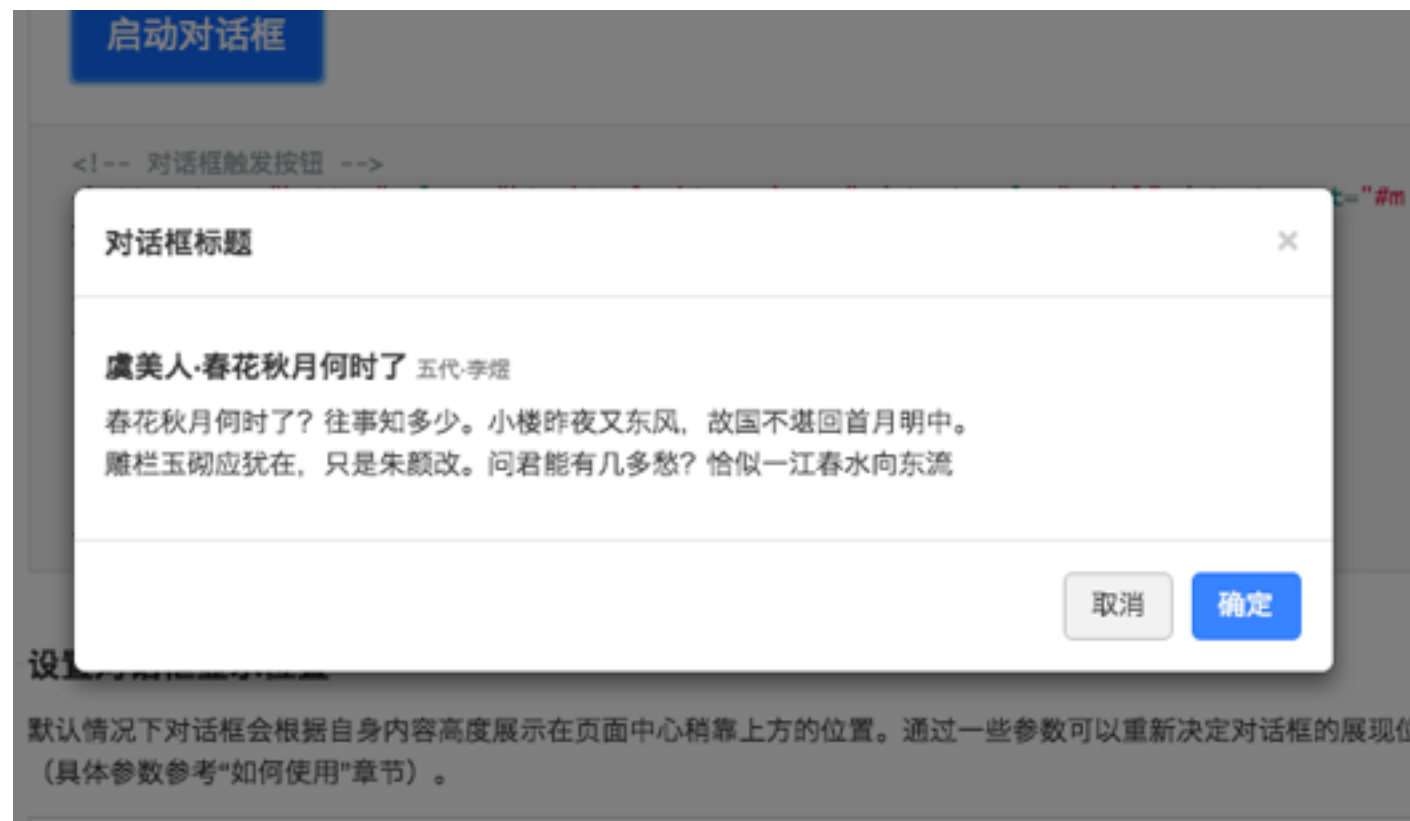 启动对话框
<!-- 对话框触发按钮 -->
="#m
对话框标题
×
虞美人·春花秋月何时了 五代·李煜
春花秋月何时了？往事知多少。小楼昨夜又东风，故国不堪回首月明中。
雕栏玉砌应犹在，只是朱颜改。问君能有几多愁？恰似一江春水向东流
取消
确定
默认情况下对话框会根据自身内容高度展示在页面中心稍靠上方的位置。通过一些参数可以重新决定对话框的展现位
（具体参数参考“如何使用”章节）。